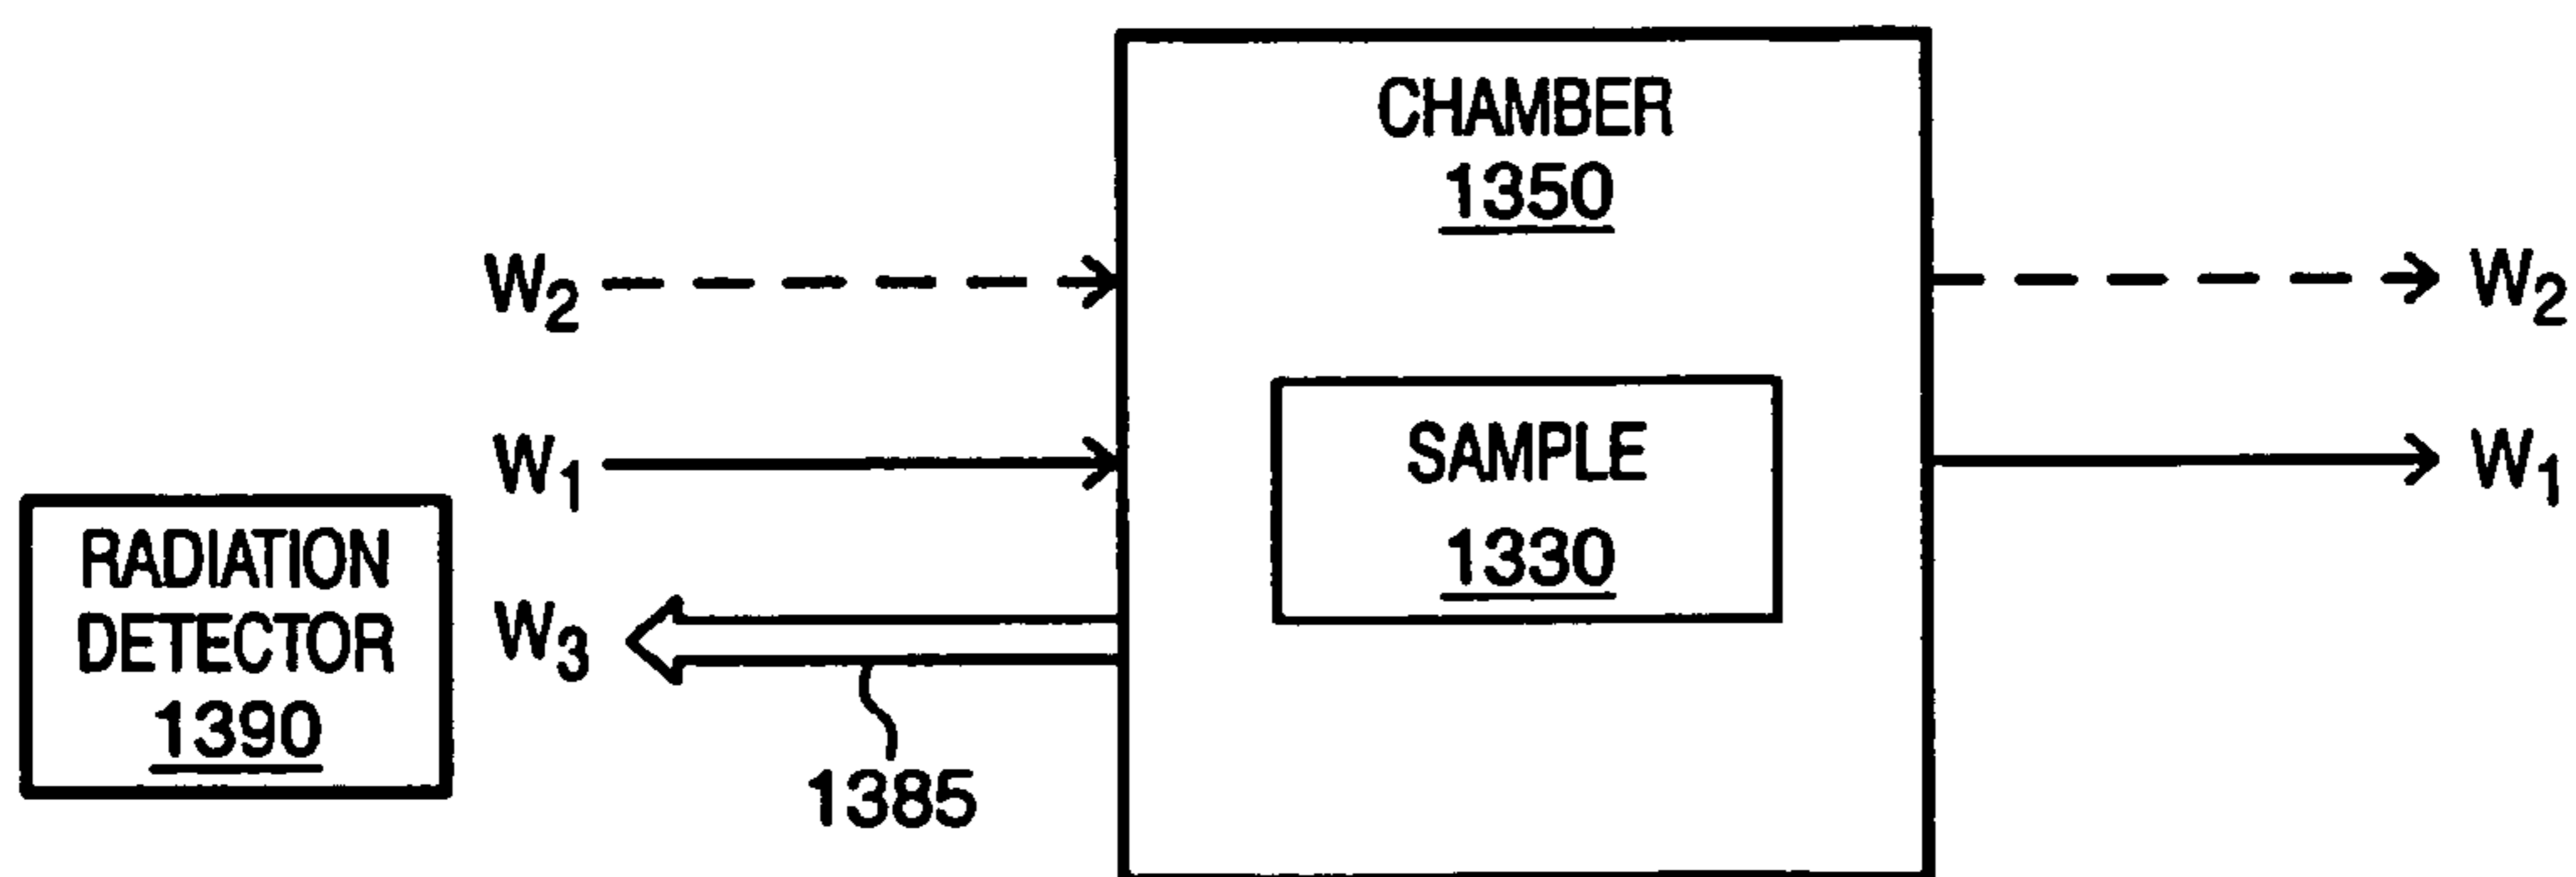 CHAMBER
1350
W2
W2
W1
W1
SAMPLE
1330
RADIATION
DETECTOR
1390
W3
1385